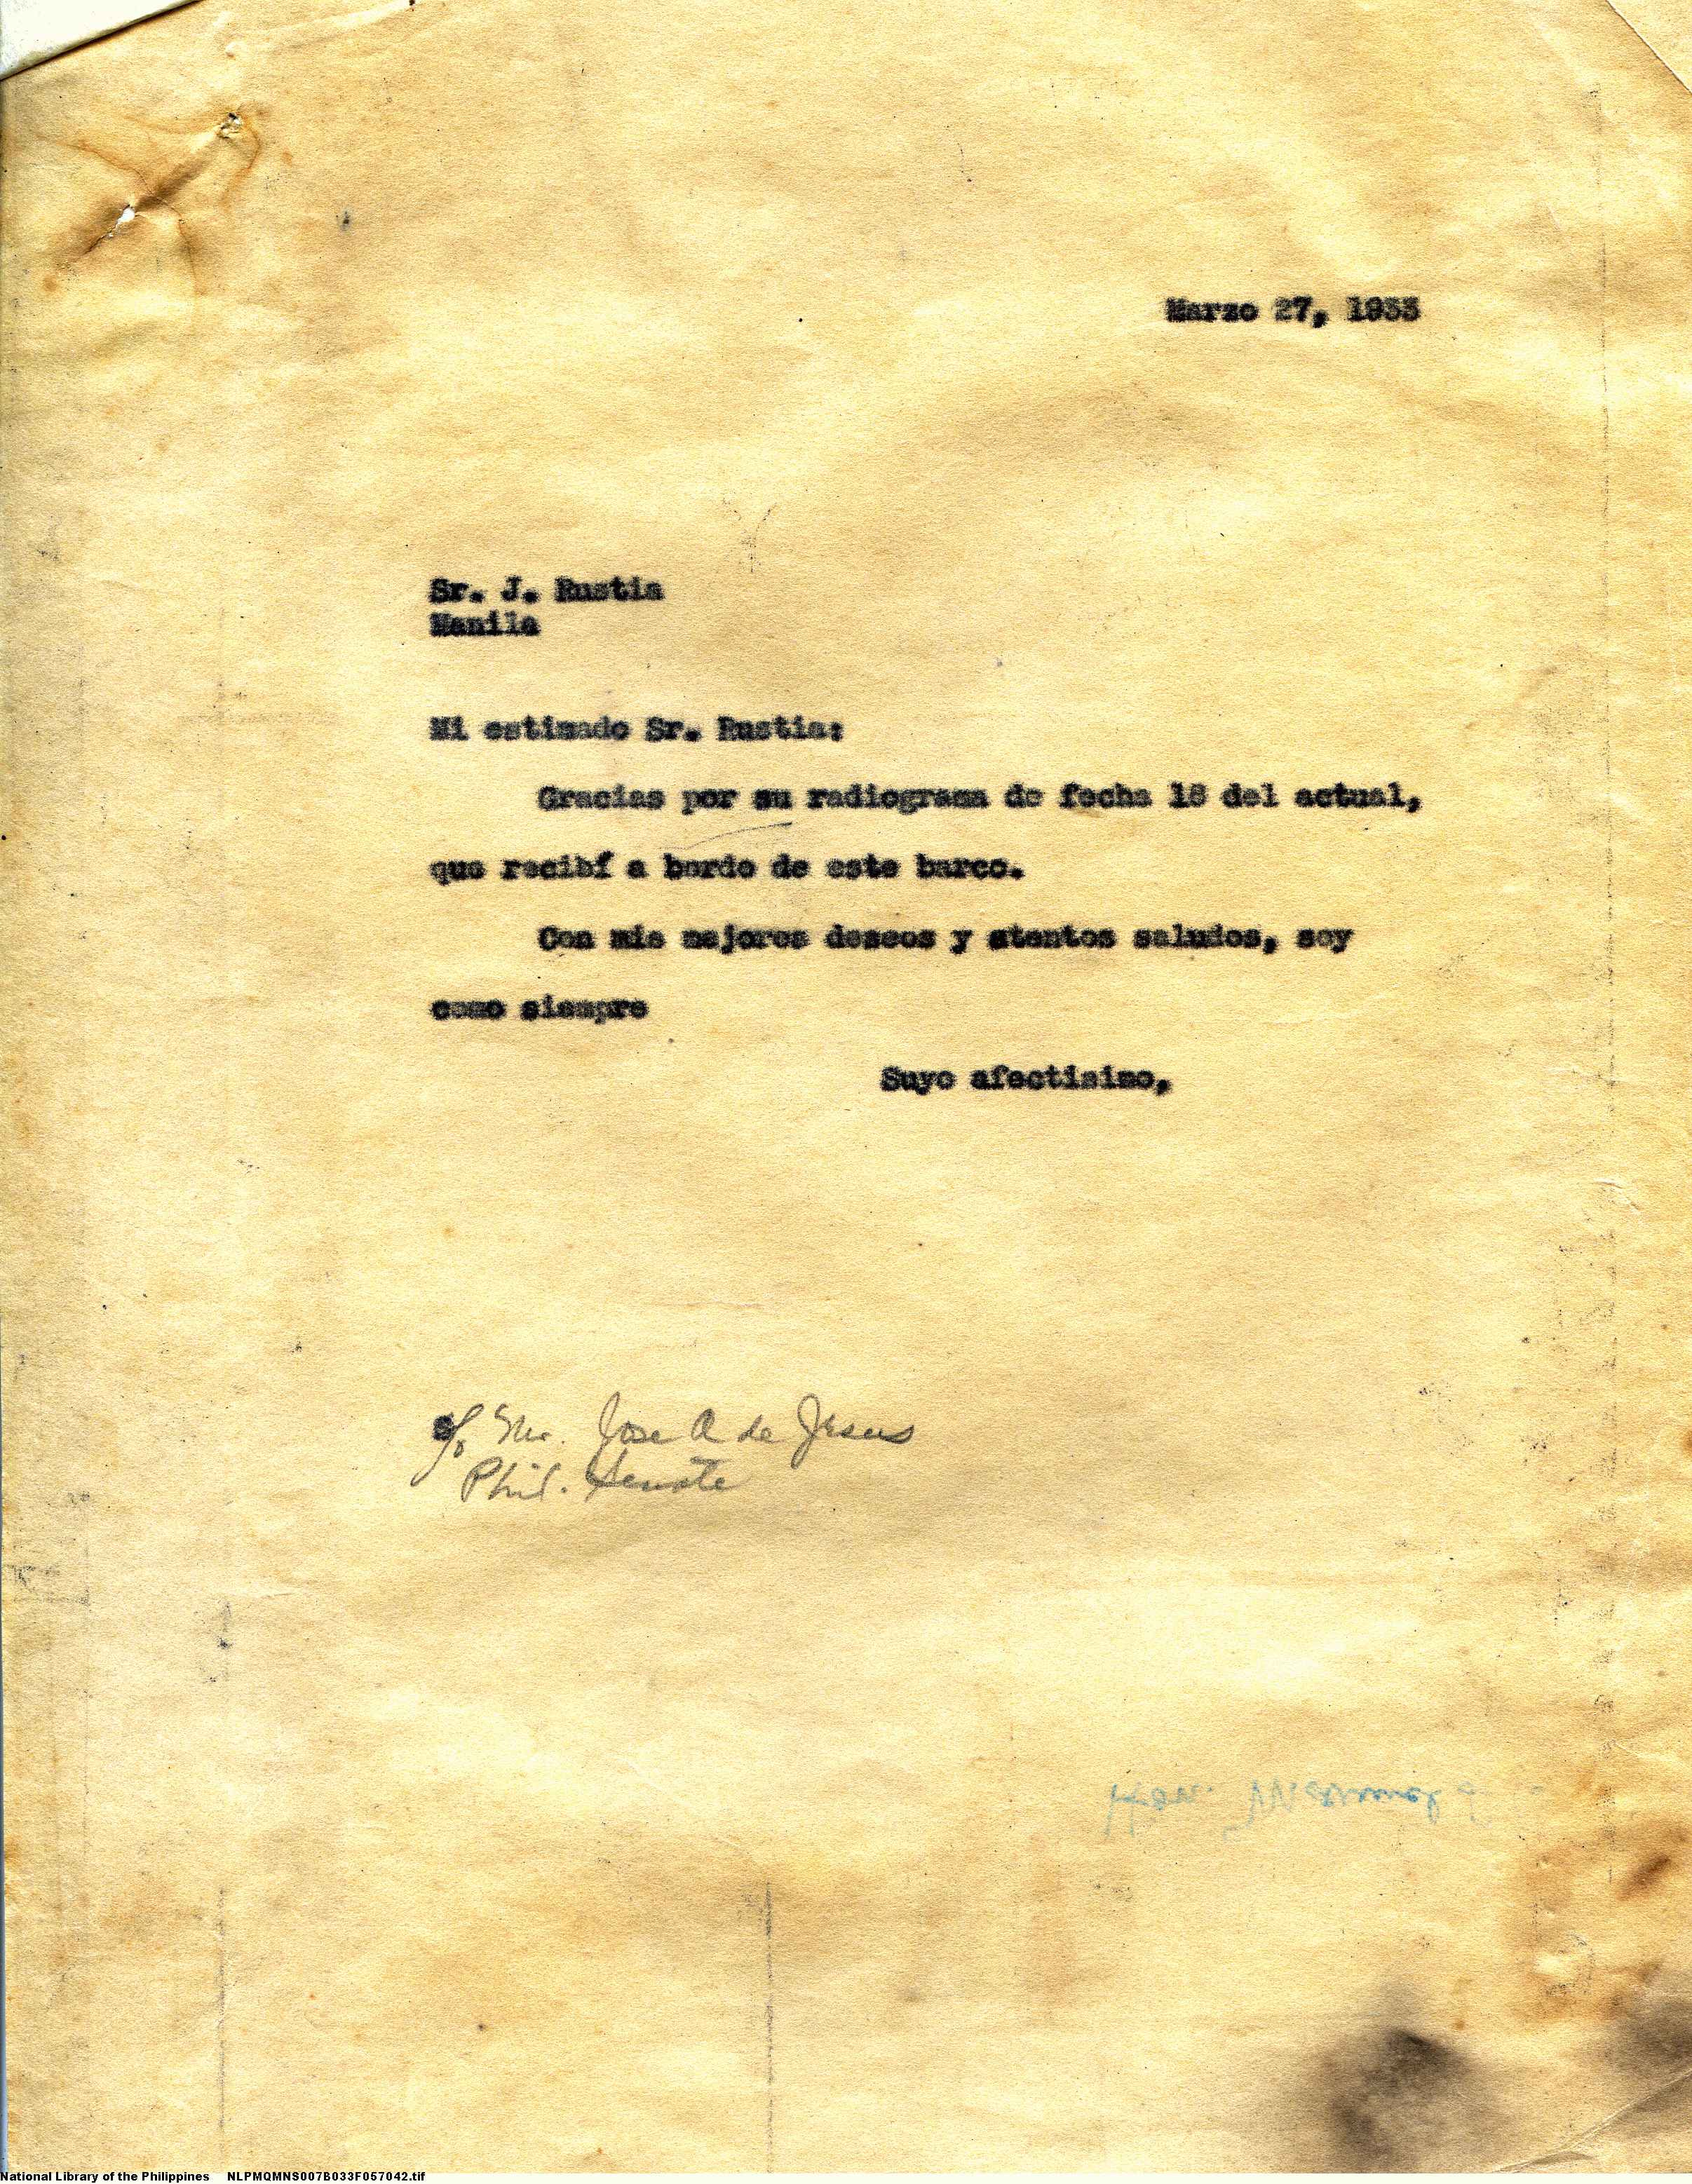 Marzo 27, 1933
Sr. J. Rustia
Manila
Mi estimado Sr. Rustia:
Gracias por su radiograma de fecha 18 del actual,
que recibí a bordo de este barco.
Con mis mejores deseos y atentos saludos, soy
como siempre
Suyo afectisimo,
c/o Mr. Jose A de Jesus
Phil. Senate
National Library of the Philippines NLPMQMNS007B033F057042.tif